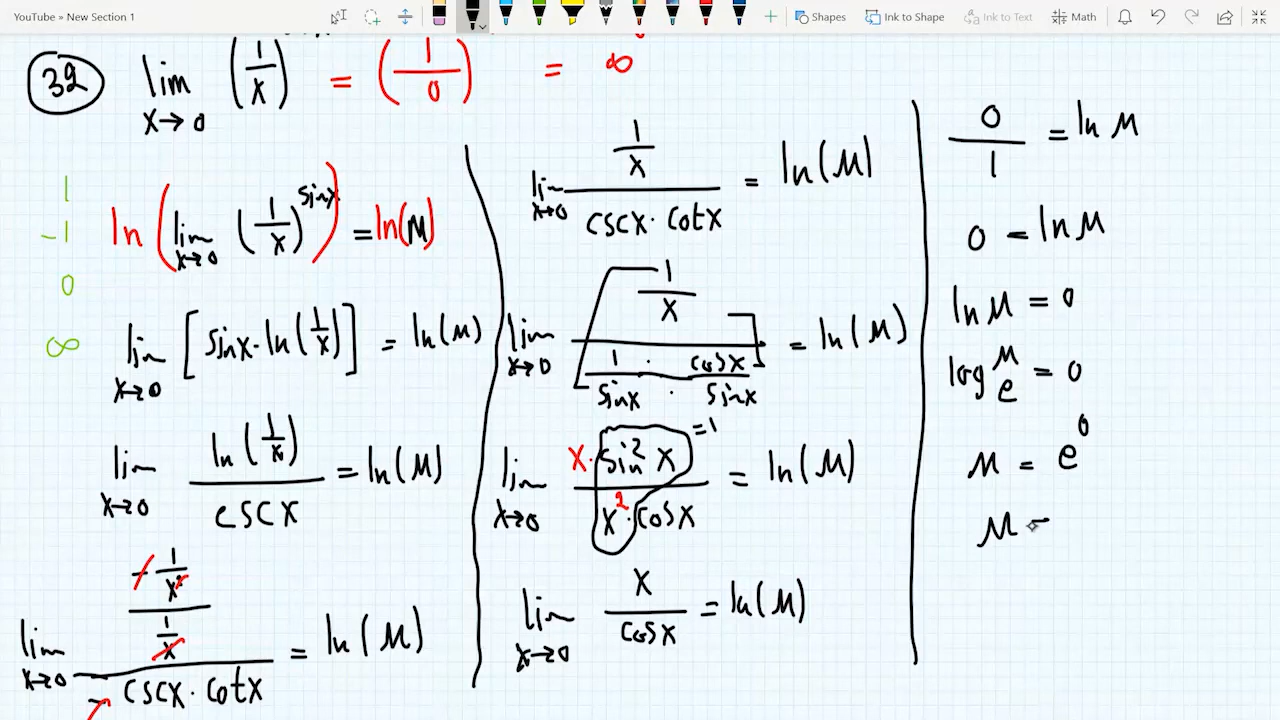 YouTube » New Section 1
Shapes
Ink to Shape
Ink to Text
Math
32 lim x→0 (1/x) = (1/0) = ∞
1
-1
0
∞
ln( lim x→0 (1/x)^sinx ) = ln(M)
lim x→0 [sinx · ln(1/x)] = ln(M)
lim x→0 ln(1/x) / cscx = ln(M)
lim x→0 (-1/x² / 1/x) / -cscx · cotx = ln(M)
lim x→0 1/x / cscx · cotx = ln(M)
lim x→0 1/x / (1/sinx · cosx/sinx) = ln(M)
lim x→0 x · sin²x / x² · cosx = ln(M)
=1
lim x→0 x / cosx = ln(M)
0/1 = ln M
0 = ln M
ln M = 0
log e M = 0
M = e^0
M =